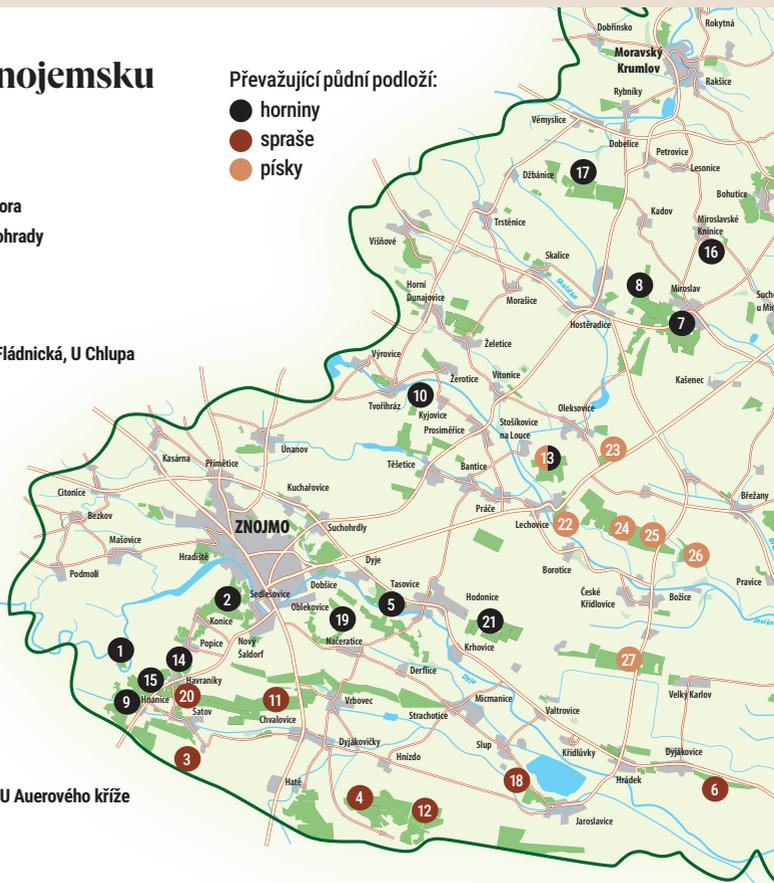 nojemsku
Převažující půdní podloží:
horniny
spraše
písky
ora
ohrady
Fládnická, U Chlupa
U Auerového kříže
Dobřínsko
Rokytná
Moravský
Krumlov
Rakšice
Rybníky
Vémyslice
Dobelice
Petrovice
Lesonice
Džbánice
17
Bohutice
Trstěnice
Kadov
Miroslavské
Knínice
16
Višňové
Skalice
Skalička
8
Miroslav
Horní
Dunajovice
Morašice
Hostěradice
7
Želetice
Výrovice
Kašenec
Žerotice
Vítonice
Tvořihráz
10
Kyjovice
Oleksovice
Prosiměřice
Stošíkovice
na Louce
13
23
Únanov
Kasárna
Přímětice
Těšetice
Bantice
Citonice
Kuchařovice
Práče
Břežany
Bezkov
ZNOJMO
Suchohrdly
Lechovice
22
24
25
Mašovice
Hradiště
26
Podmolí
Dyje
Borotice
Sedlešovice
Dobšice
Tasovice
Hodonice
České
Křídlovice
Božice
Pravice
2
Oblekovice
5
19
21
Konice
Popice
Nový
Šaldorf
Načeratice
Krhovice
1
14
27
Derflice
Dyje
15
Havraníky
Hnanice
20
9
Šatov
11
Chvalovice
Vrbovec
Strachotice
Micmanice
Valtrovice
Velký Karlov
3
Dyjákovičky
Hnízdo
Slup
Křídlůvky
Dyjákovice
Hatě
18
Hrádek
6
4
12
Jaroslavice